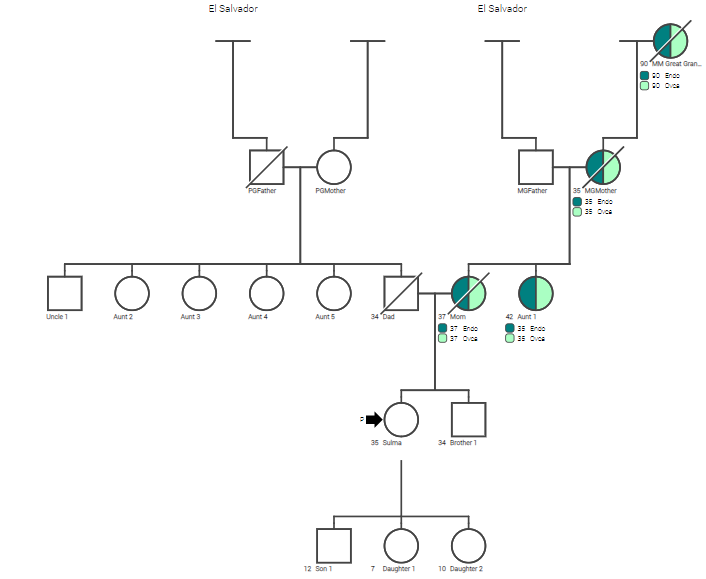 El Salvador
El Salvador
90 MM Great Gran...
90 Endo
90 Ovca
PGFather
PGMother
MGFather
35 MGMother
35 Endo
35 Ovca
Uncle 1
Aunt 2
Aunt 3
Aunt 4
Aunt 5
34 Dad
37 Mom
37 Endo
37 Ovca
42 Aunt 1
35 Endo
35 Ovca
P
35 Sulma
34 Brother 1
12 Son 1
7 Daughter 1
10 Daughter 2